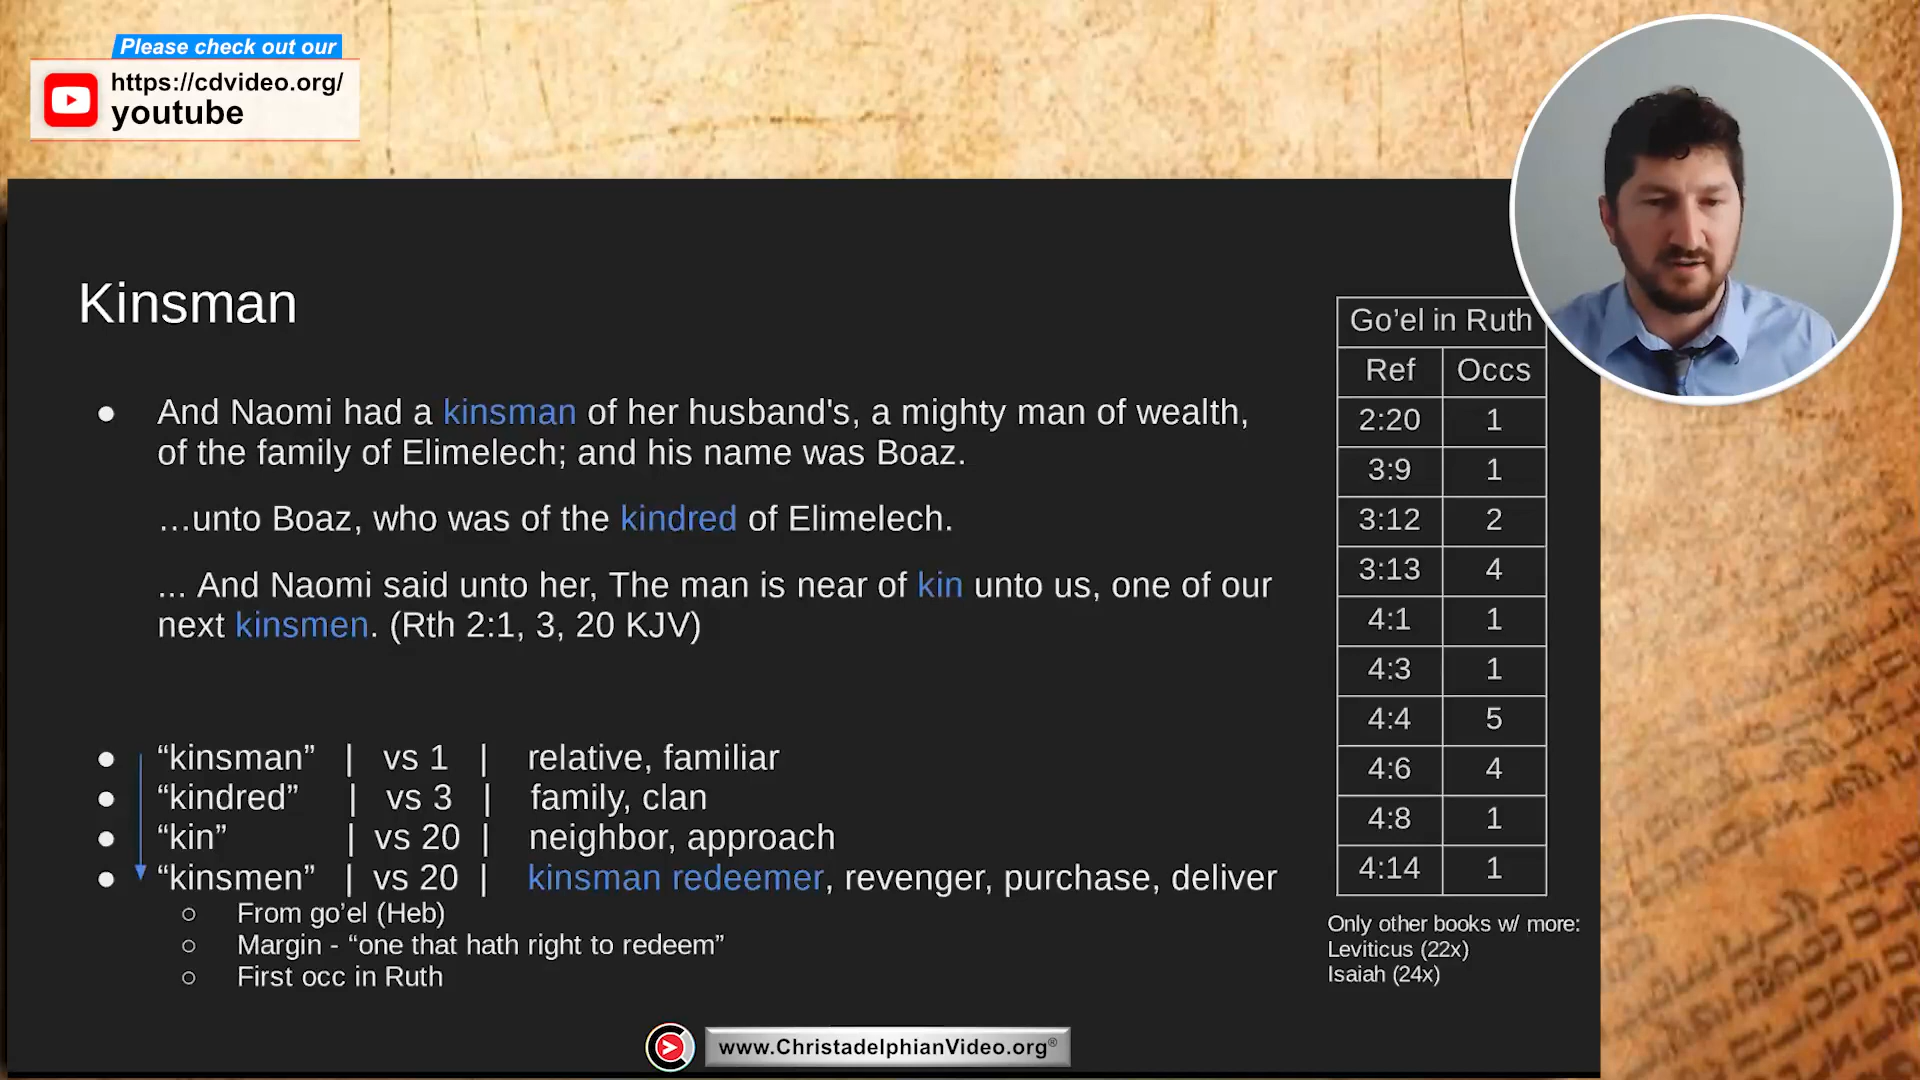 Please check out our
https://cdvideo.org/
youtube
Kinsman
● And Naomi had a kinsman of her husband's, a mighty man of wealth,
of the family of Elimelech; and his name was Boaz.
…unto Boaz, who was of the kindred of Elimelech.
... And Naomi said unto her, The man is near of kin unto us, one of our
next kinsmen. (Rth 2:1, 3, 20 KJV)
● “kinsman” | vs 1 | relative, familiar
● “kindred” | vs 3 | family, clan
● “kin” | vs 20 | neighbor, approach
● “kinsmen” | vs 20 | kinsman redeemer, revenger, purchase, deliver
○ From go’el (Heb)
○ Margin - “one that hath right to redeem”
○ First occ in Ruth
Go’el in Ruth
Ref Occs
2:20 1
3:9 1
3:12 2
3:13 4
4:1 1
4:3 1
4:4 5
4:6 4
4:8 1
4:14 1
Only other books w/ more:
Leviticus (22x)
Isaiah (24x)
www.ChristadelphianVideo.org®